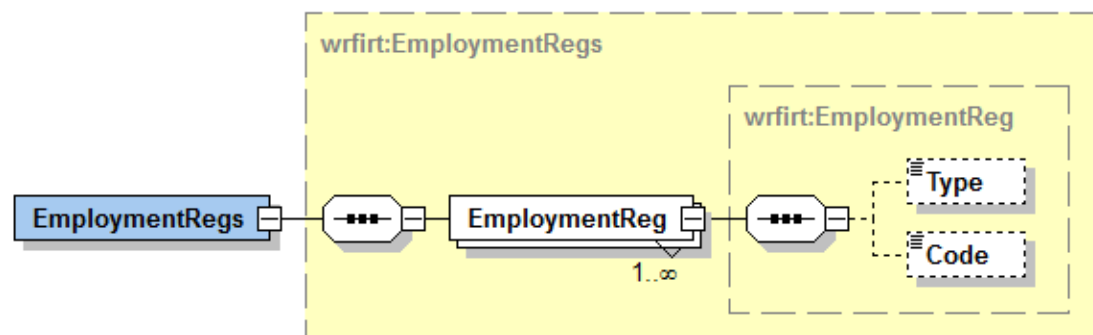 wrfirt:EmploymentRegs
wrfirt:EmploymentReg
EmploymentRegs
EmploymentReg
1..∞
Type
Code